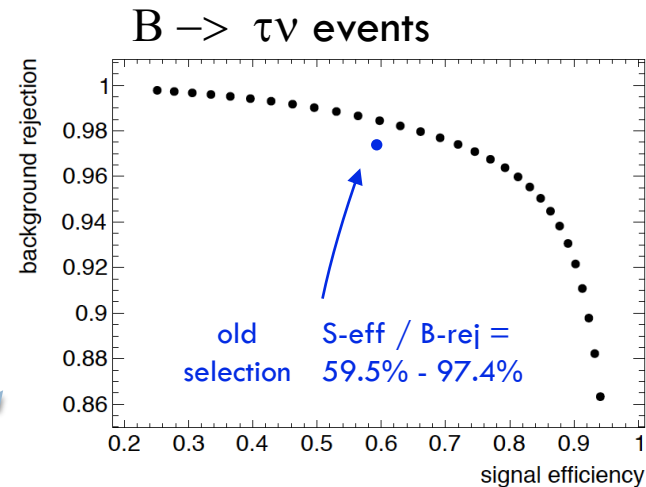 B –> τν events
background rejection
1
0.98
0.96
0.94
0.92
0.9
0.88
0.86
old S-eff / B-rej =
selection 59.5% - 97.4%
0.2 0.3 0.4 0.5 0.6 0.7 0.8 0.9 1
signal efficiency